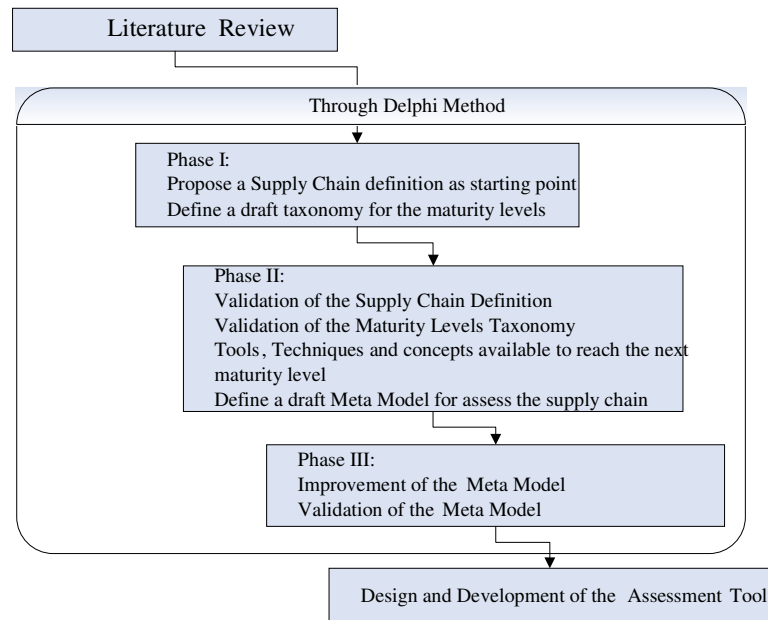 Literature Review
Through Delphi Method
Phase I:
Propose a Supply Chain definition as starting point
Define a draft taxonomy for the maturity levels
Phase II:
Validation of the Supply Chain Definition
Validation of the Maturity Levels Taxonomy
Tools, Techniques and concepts available to reach the next
maturity level
Define a draft Meta Model for assess the supply chain
Phase III:
Improvement of the Meta Model
Validation of the Meta Model
Design and Development of the Assessment Tool